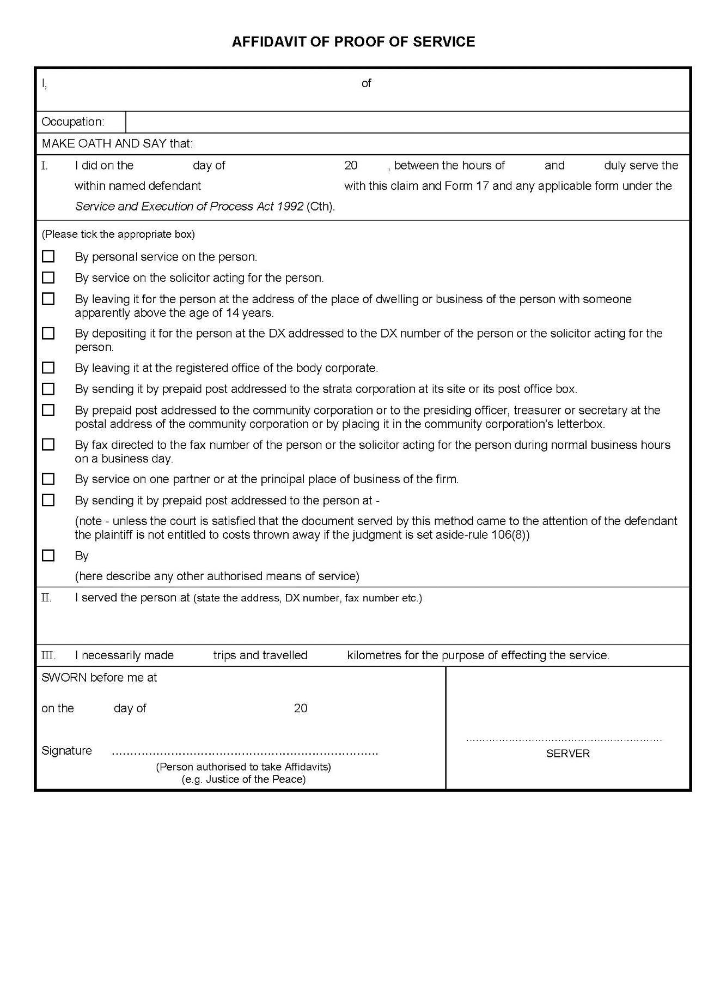 AFFIDAVIT OF PROOF OF SERVICE
I, of
Occupation:
MAKE OATH AND SAY that:
I. I did on the day of 20 , between the hours of and duly serve the
within named defendant with this claim and Form 17 and any applicable form under the
Service and Execution of Process Act 1992 (Cth).
(Please tick the appropriate box)
By personal service on the person.
By service on the solicitor acting for the person.
By leaving it for the person at the address of the place of dwelling or business of the person with someone
apparently above the age of 14 years.
By depositing it for the person at the DX addressed to the DX number of the person or the solicitor acting for the
person.
By leaving it at the registered office of the body corporate.
By sending it by prepaid post addressed to the strata corporation at its site or its post office box.
By prepaid post addressed to the community corporation or to the presiding officer, treasurer or secretary at the
postal address of the community corporation or by placing it in the community corporation's letterbox.
By fax directed to the fax number of the person or the solicitor acting for the person during normal business hours
on a business day.
By service on one partner or at the principal place of business of the firm.
By sending it by prepaid post addressed to the person at -
(note - unless the court is satisfied that the document served by this method came to the attention of the defendant
the plaintiff is not entitled to costs thrown away if the judgment is set aside-rule 106(8))
By
(here describe any other authorised means of service)
II. I served the person at (state the address, DX number, fax number etc.)
III. I necessarily made trips and travelled kilometres for the purpose of effecting the service.
SWORN before me at
on the day of 20
Signature ........................................................................
(Person authorised to take Affidavits)
(e.g. Justice of the Peace)
............................................................
SERVER